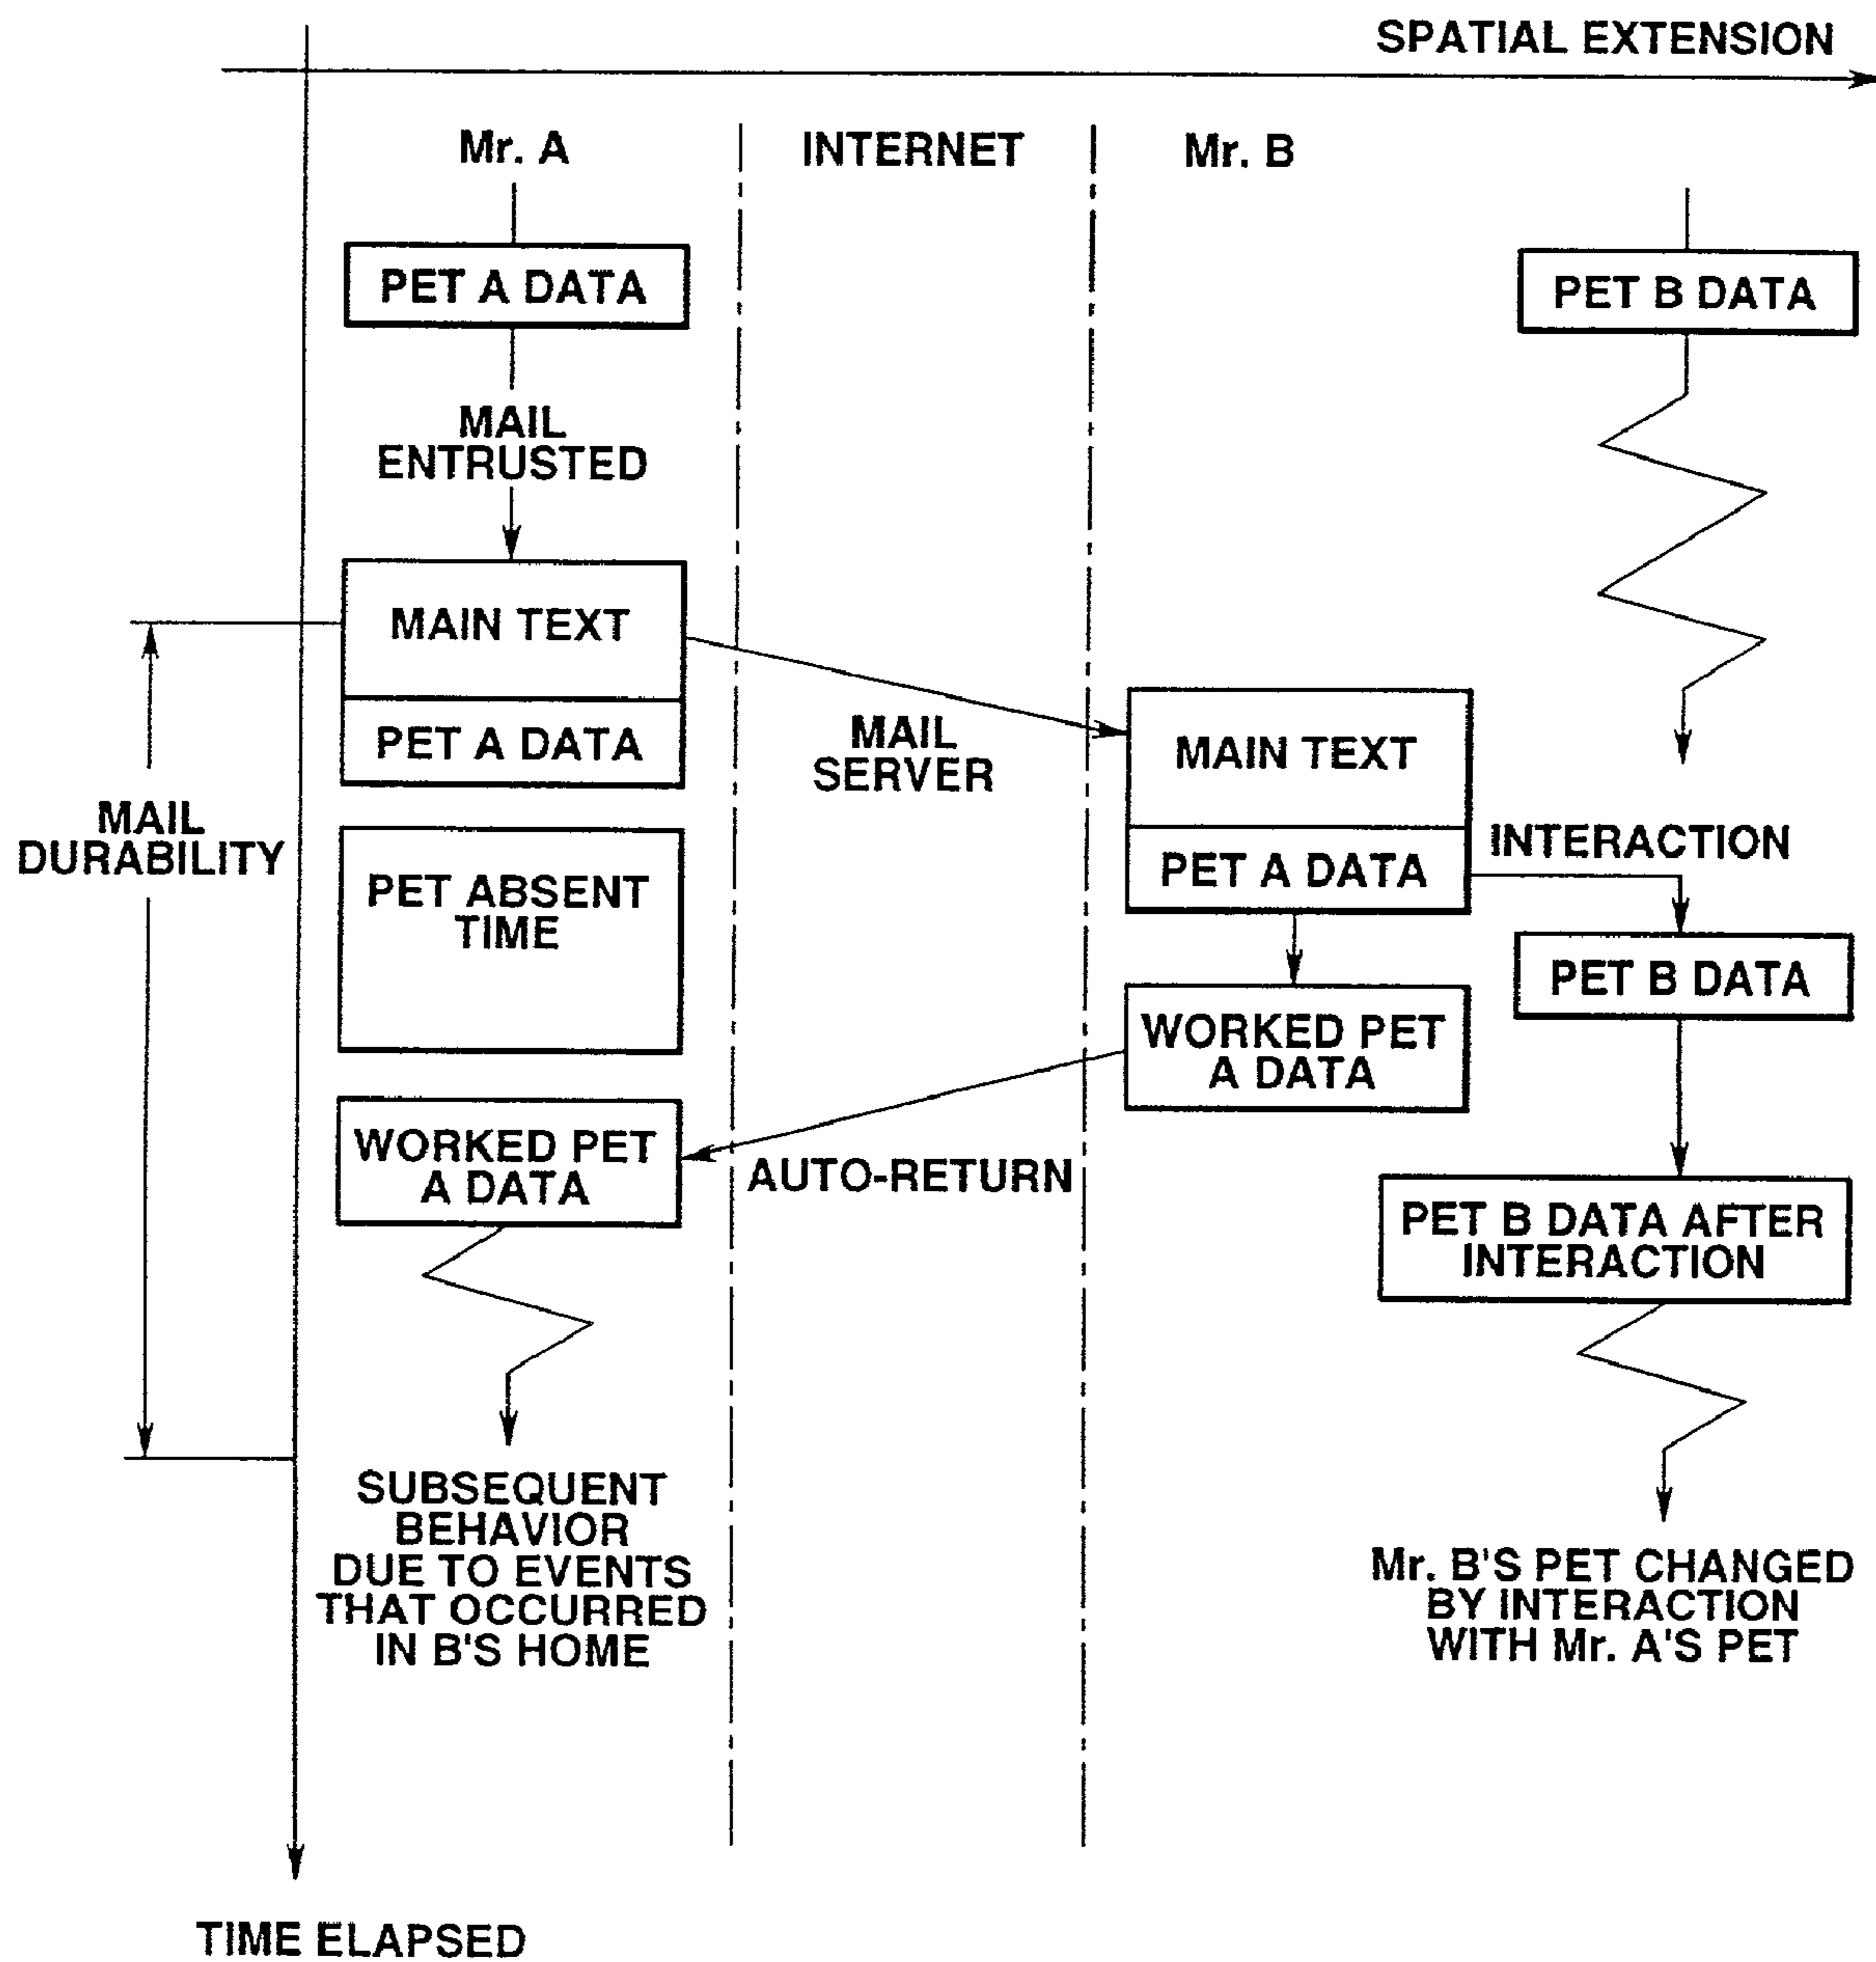 SPATIAL EXTENSION
Mr. A
INTERNET
Mr. B
PET A DATA
PET B DATA
MAIL
ENTRUSTED
MAIN TEXT
PET A DATA
MAIL
SERVER
MAIN TEXT
PET A DATA
INTERACTION
MAIL
DURABILITY
PET ABSENT
TIME
PET B DATA
WORKED PET
A DATA
WORKED PET
A DATA
AUTO-RETURN
PET B DATA AFTER
INTERACTION
SUBSEQUENT
BEHAVIOR
DUE TO EVENTS
THAT OCCURRED
IN B'S HOME
Mr. B'S PET CHANGED
BY INTERACTION
WITH Mr. A'S PET
TIME ELAPSED